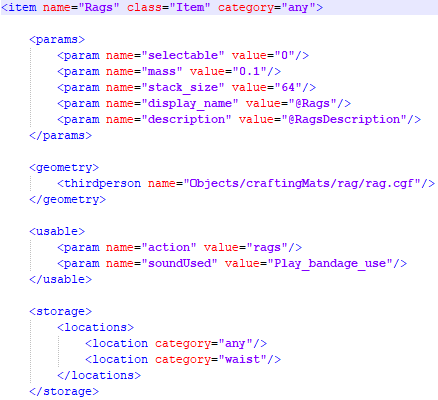 <item name="Rags" class="Item" category="any">
<params>
<param name="selectable" value="0"/>
<param name="mass" value="0.1"/>
<param name="stack_size" value="64"/>
<param name="display_name" value="@Rags"/>
<param name="description" value="@RagsDescription"/>
</params>
<geometry>
<thirdperson name="Objects/craftingMats/rag/rag.cgf"/>
</geometry>
<usable>
<param name="action" value="rags"/>
<param name="soundUsed" value="Play_bandage_use"/>
</usable>
<storage>
<locations>
<location category="any"/>
<location category="waist"/>
</locations>
</storage>